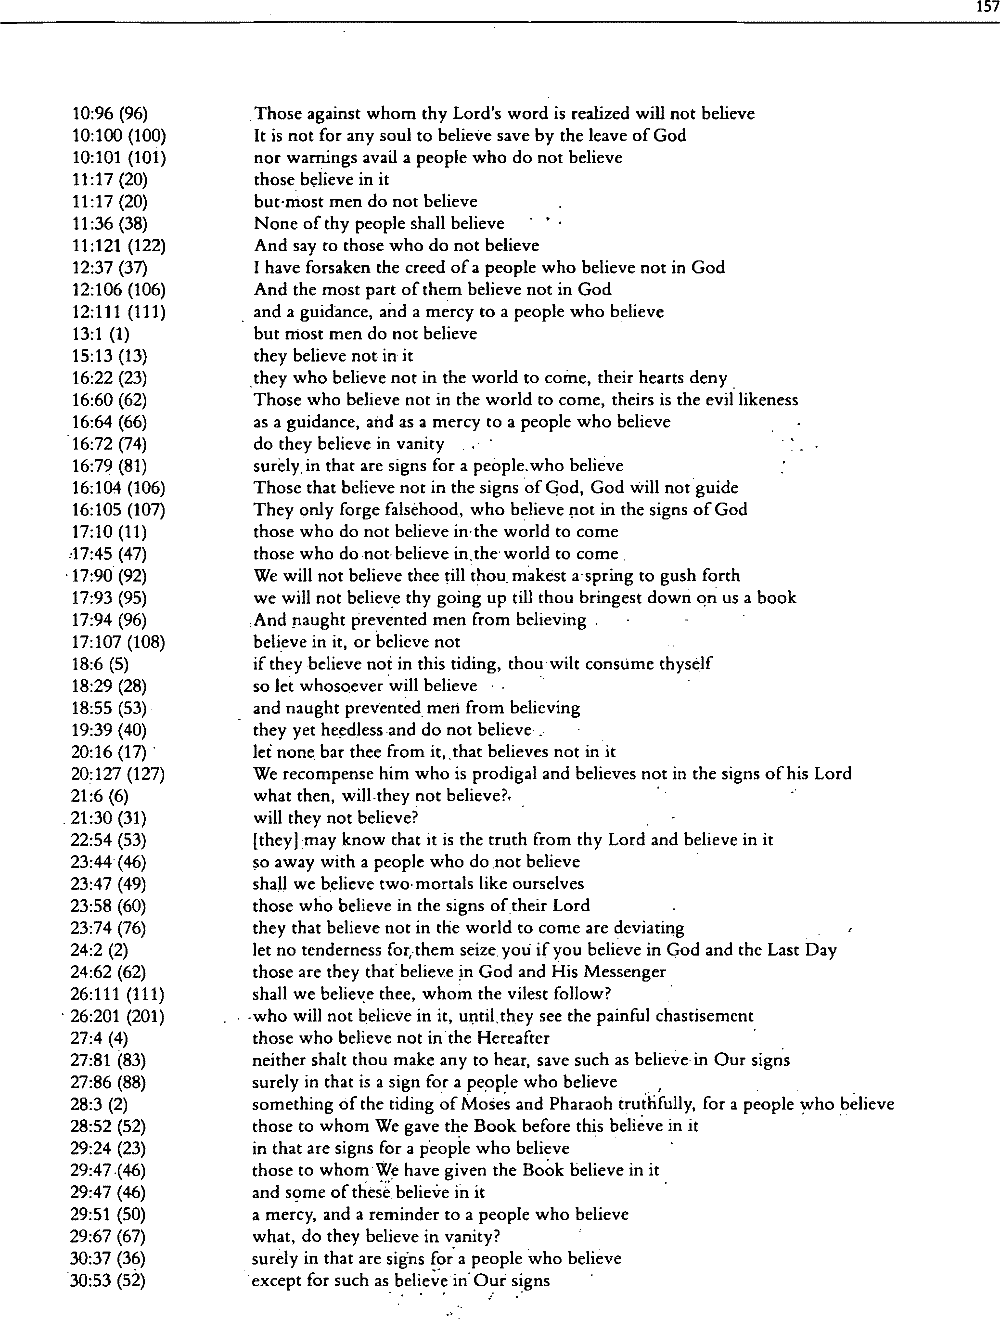 157
10:96 (96) Those against whom thy Lord's word is realized will not believe
10:100 (100) It is not for any soul to believe save by the leave of God
10:101 (101) nor warnings avail a people who do not believe
11:17 (20) those believe in it
11:17 (20) but most men do not believe
11:36 (38) None of thy people shall believe
11:121 (122) And say to those who do not believe
12:37 (37) I have forsaken the creed of a people who believe not in God
12:106 (106) And the most part of them believe not in God
12:111 (111) and a guidance, and a mercy to a people who believe
13:1 (1) but most men do not believe
15:13 (13) they believe not in it
16:22 (23) they who believe not in the world to come, their hearts deny
16:60 (62) Those who believe not in the world to come, theirs is the evil likeness
16:64 (66) as a guidance, and as a mercy to a people who believe
16:72 (74) do they believe in vanity
16:79 (81) surely in that are signs for a people who believe
16:104 (106) Those that believe not in the signs of God, God will not guide
16:105 (107) They only forge falsehood, who believe not in the signs of God
17:10 (11) those who do not believe in the world to come
17:45 (47) those who do not believe in the world to come
17:90 (92) We will not believe thee till thou makest a spring to gush forth
17:93 (95) we will not believe thy going up till thou bringest down on us a book
17:94 (96) And naught prevented men from believing
17:107 (108) believe in it, or believe not
18:6 (5) if they believe not in this tiding, thou wilt consume thyself
18:29 (28) so let whosoever will believe
18:55 (53) and naught prevented men from believing
19:39 (40) they yet heedless and do not believe
20:16 (17) let none bar thee from it, that believes not in it
20:127 (127) We recompense him who is prodigal and believes not in the signs of his Lord
21:6 (6) what then, will they not believe?
21:30 (31) will they not believe?
22:54 (53) [they] may know that it is the truth from thy Lord and believe in it
23:44 (46) so away with a people who do not believe
23:47 (49) shall we believe two mortals like ourselves
23:58 (60) those who believe in the signs of their Lord
23:74 (76) they that believe not in the world to come are deviating
24:2 (2) let no tenderness for them seize you if you believe in God and the Last Day
24:62 (62) those are they that believe in God and His Messenger
26:111 (111) shall we believe thee, whom the vilest follow?
26:201 (201) who will not believe in it, until they see the painful chastisement
27:4 (4) those who believe not in the Hereafter
27:81 (83) neither shalt thou make any to hear, save such as believe in Our signs
27:86 (88) surely in that is a sign for a people who believe
28:3 (2) something of the tiding of Moses and Pharaoh truthfully, for a people who believe
28:52 (52) those to whom We gave the Book before this believe in it
29:24 (23) in that are signs for a people who believe
29:47 (46) those to whom We have given the Book believe in it
29:47 (46) and some of these believe in it
29:51 (50) a mercy, and a reminder to a people who believe
29:67 (67) what, do they believe in vanity?
30:37 (36) surely in that are signs for a people who believe
30:53 (52) except for such as believe in Our signs